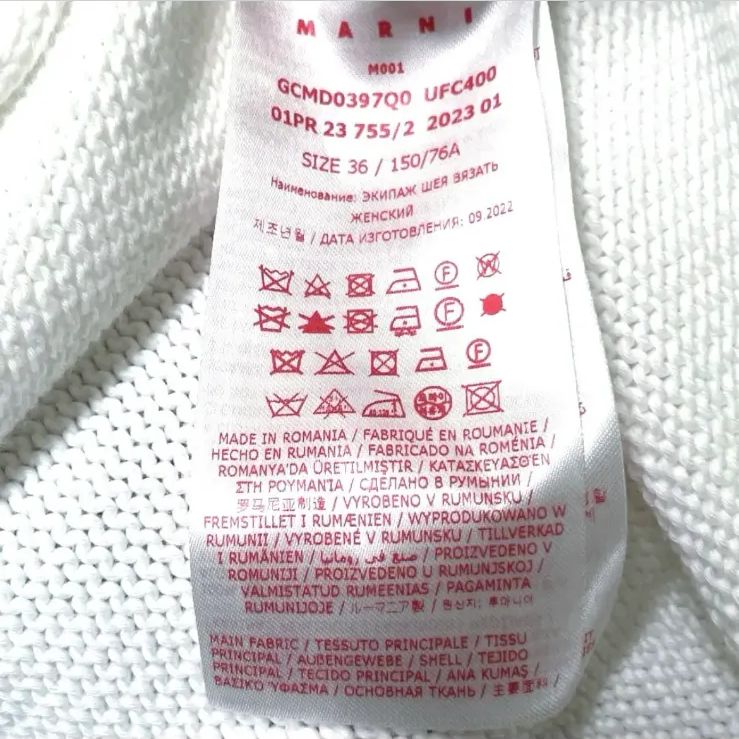 MARNI
M001
GCMD0397Q0 UFC400
01PR 23 755/2 2023 01
SIZE 36 / 150/76A
Наименование: ЭКИПАЖ ШЕЯ ВЯЗАТЬ
ЖЕНСКИЙ
제조년월 / ДАТА ИЗГОТОВЛЕНИЯ: 09 2022
F W
F
F
MADE IN ROMANIA / FABRIQUÉ EN ROUMANIE /
HECHO EN RUMANIA / FABRICADO NA ROMÉNIA /
ROMANYA'DA ÜRETILMIŞTIR / ΚΑΤΑΣΚΕΥΑΣΘΕΝ
ΣΤΗ ΡΟΥΜΑΝΙΑ / СДЕЛАНО В РУМЫНИИ /
罗马尼亚制造 / VYROBENO V RUMUNSKU /
FREMSTILLET I RUMÆNIEN / WYPRODUKOWANO W
RUMUNII / VYROBENÉ V RUMUNSKU / TILLVERKAD
I RUMÄNIEN / صنع في رومانيا / PROIZVEDENO V
ROMUNIJI / PROIZVEDENO U RUMUNJSKOJ /
VALMISTATUD RUMEENIAS / PAGAMINTA
RUMUNIJOJE / ルーマニア製 / 원산지: 루마니아
MAIN FABRIC / TESSUTO PRINCIPALE / TISSU
PRINCIPAL / AUßENGEWEBE / SHELL / TEJIDO
PRINCIPAL / TECIDO PRINCIPAL / ANA KUMAŞ /
ΒΑΣΙΚΟ ΎΦΑΣΜΑ / ОСНОВНАЯ ТКАНЬ / 主要面料 /